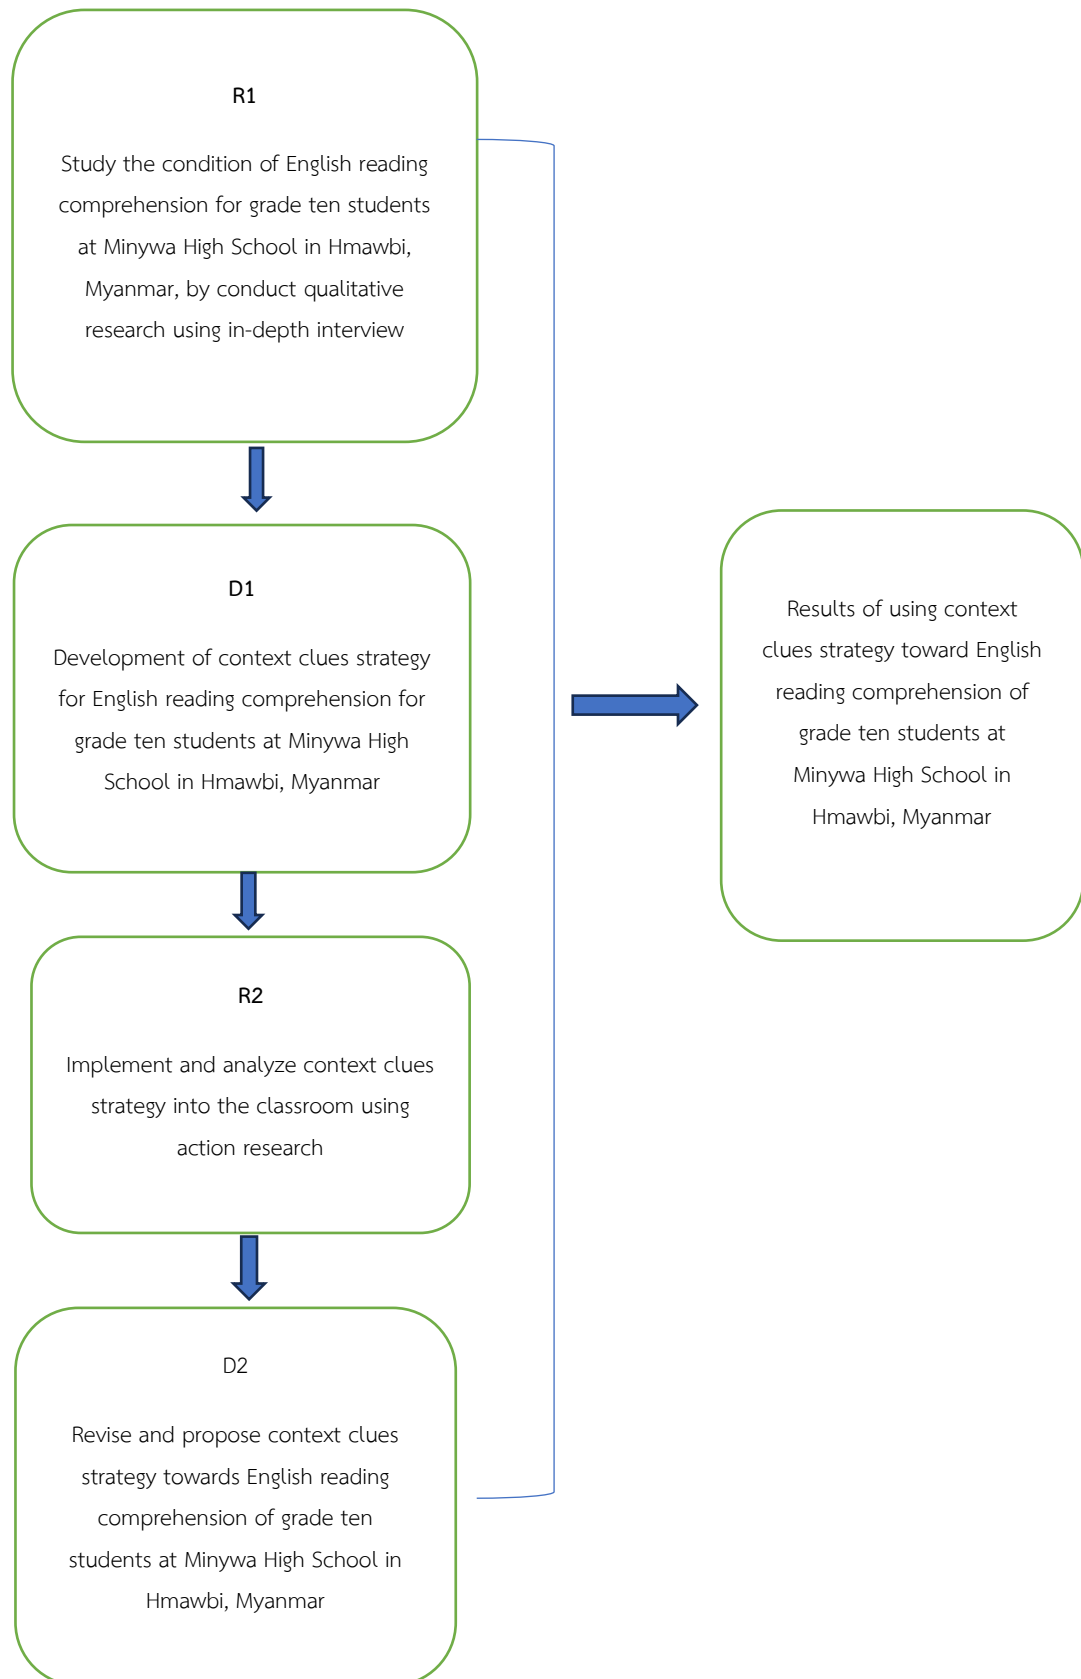 R1
Study the condition of English reading
comprehension for grade ten students
at Minywa High School in Hmawbi,
Myanmar, by conduct qualitative
research using in-depth interview
D1
Development of context clues strategy
for English reading comprehension for
grade ten students at Minywa High
School in Hmawbi, Myanmar
R2
Implement and analyze context clues
strategy into the classroom using
action research
D2
Revise and propose context clues
strategy towards English reading
comprehension of grade ten
students at Minywa High School in
Hmawbi, Myanmar
Results of using context
clues strategy toward English
reading comprehension of
grade ten students at
Minywa High School in
Hmawbi, Myanmar